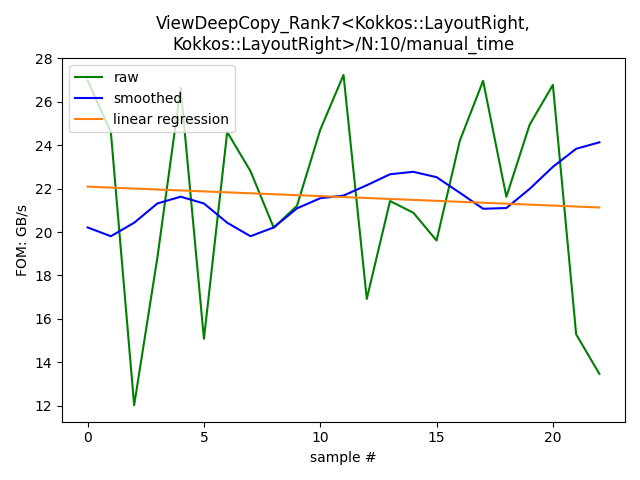 ViewDeepCopy_Rank7<Kokkos::LayoutRight,
Kokkos::LayoutRight>/N:10/manual_time
raw
smoothed
linear regression
FOM: GB/s
28
26
24
22
20
18
16
14
12
0 5 10 15 20
sample #